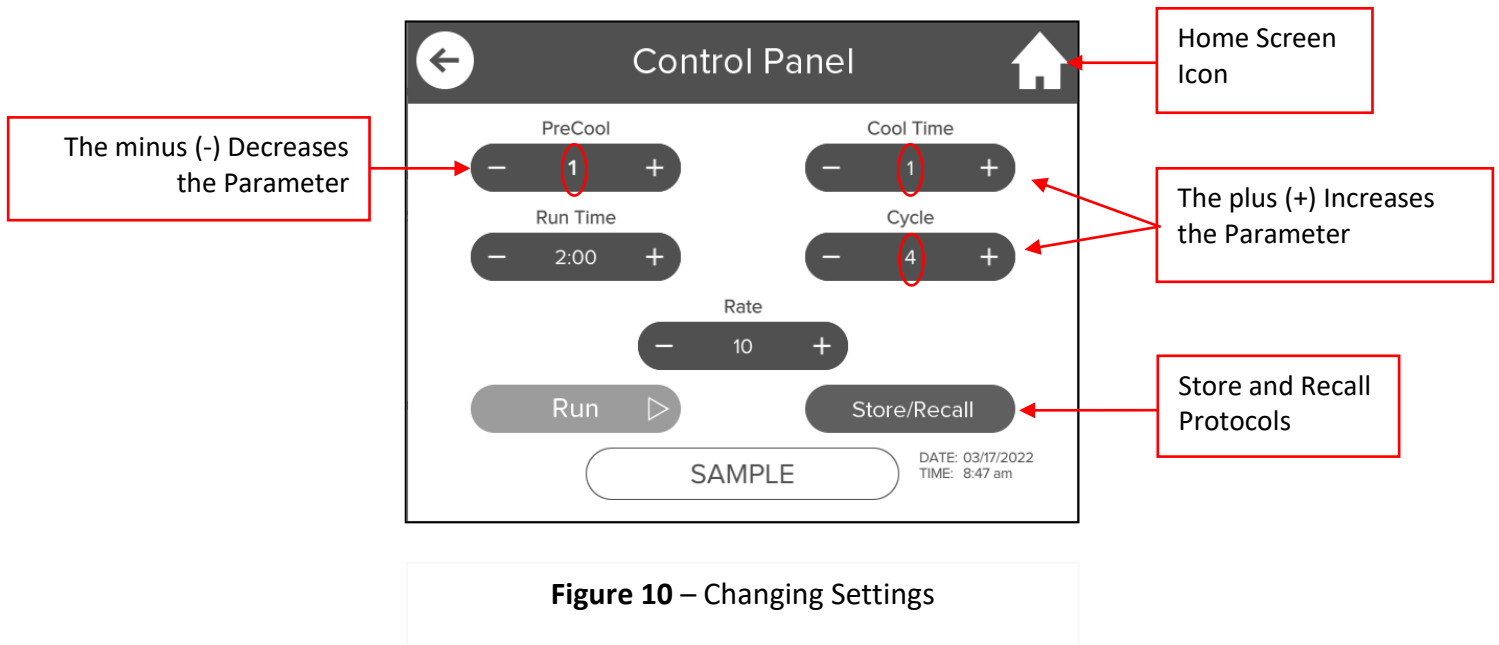 Control Panel
Home Screen
Icon
The minus (-) Decreases
the Parameter
PreCool
− 1 +
Cool Time
− 1 +
The plus (+) Increases
the Parameter
Run Time
− 2:00 +
Cycle
− 4 +
Rate
− 10 +
Run
Store/Recall
Store and Recall
Protocols
SAMPLE
DATE: 03/17/2022
TIME: 8:47 am
Figure 10 – Changing Settings